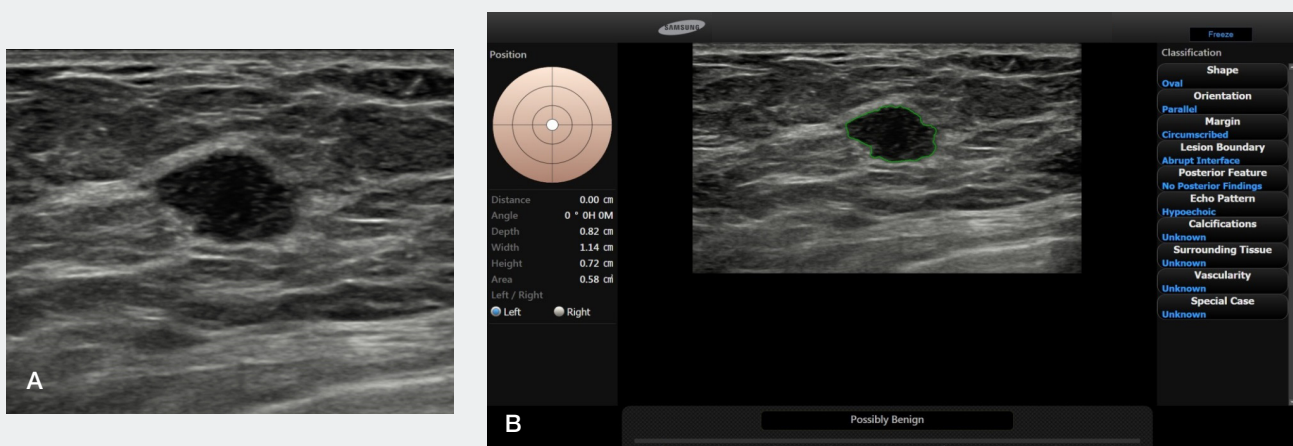 A
SAMSUNG
Freeze
Position
Distance 0.00 cm
Angle 0 ° 0H 0M
Depth 0.82 cm
Width 1.14 cm
Height 0.72 cm
Area 0.58 cm²
Left / Right
Left Right
Classification
Shape
Oval
Orientation
Parallel
Margin
Circumscribed
Lesion Boundary
Abrupt Interface
Posterior Feature
No Posterior Findings
Echo Pattern
Hypoechoic
Calcifications
Unknown
Surrounding Tissue
Unknown
Vascularity
Unknown
Special Case
Unknown
B
Possibly Benign